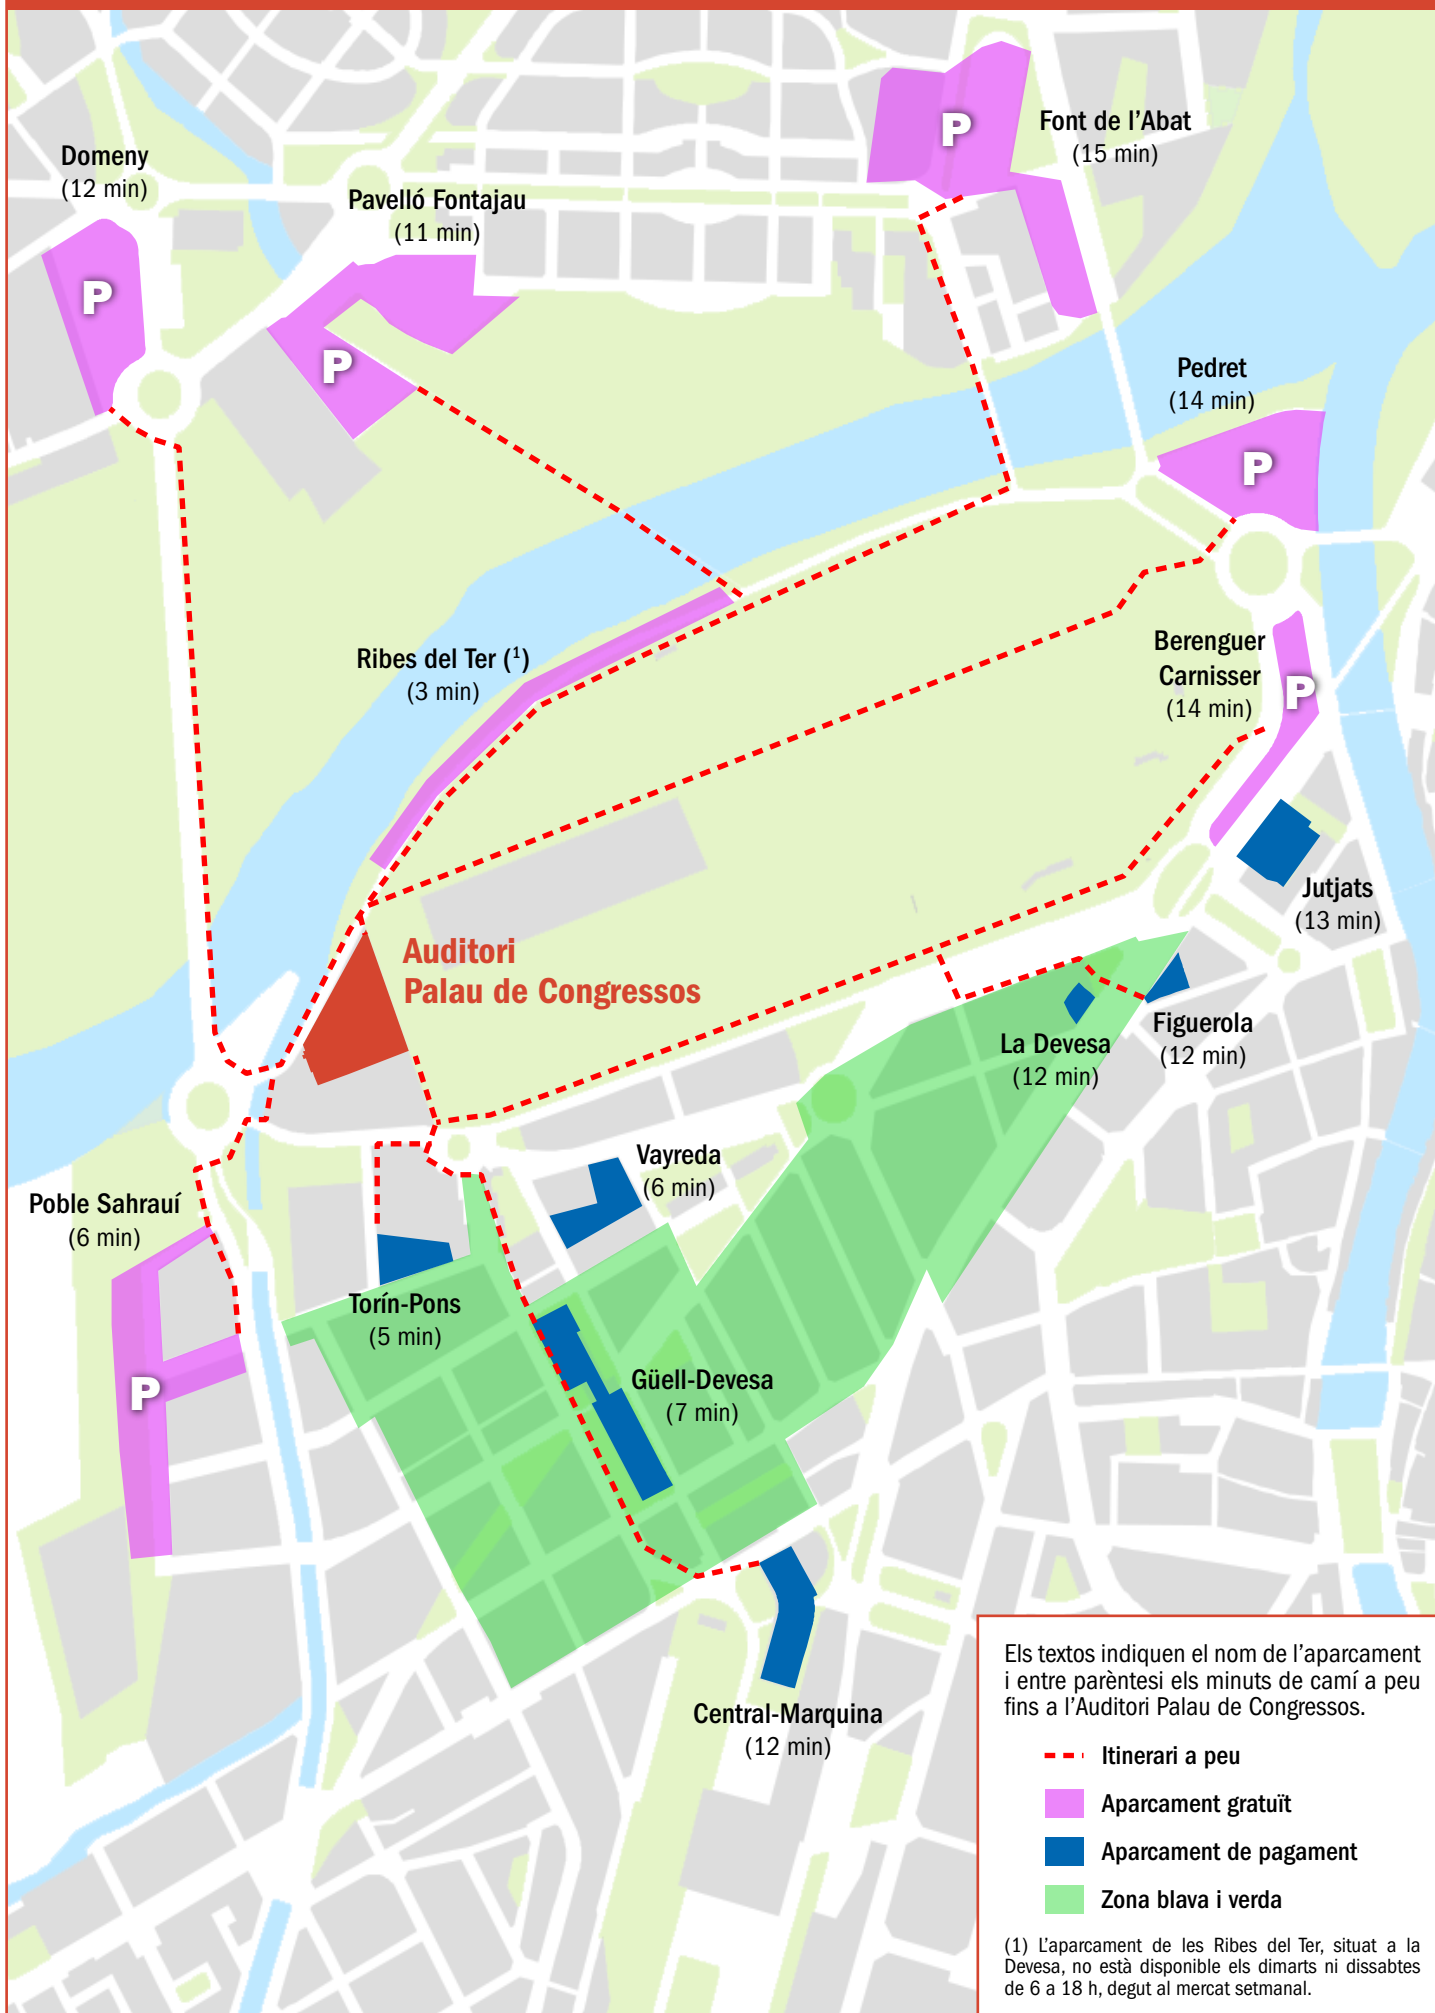 Domeny
(12 min)
P
Pavelló Fontajau
(11 min)
P
Font de l'Abat
(15 min)
P
Pedret
(14 min)
P
Ribes del Ter (¹)
(3 min)
Berenguer
Carnisser
(14 min)
P
Jutjats
(13 min)
Auditori
Palau de Congressos
La Devesa
(12 min)
Figuerola
(12 min)
Vayreda
(6 min)
Poble Sahrauí
(6 min)
P
Torín-Pons
(5 min)
Güell-Devesa
(7 min)
Central-Marquina
(12 min)
Els textos indiquen el nom de l'aparcament
i entre parèntesi els minuts de camí a peu
fins a l'Auditori Palau de Congressos.
Itinerari a peu
Aparcament gratuït
Aparcament de pagament
Zona blava i verda
(1) L'aparcament de les Ribes del Ter, situat a la
Devesa, no està disponible els dimarts ni dissabtes
de 6 a 18 h, degut al mercat setmanal.